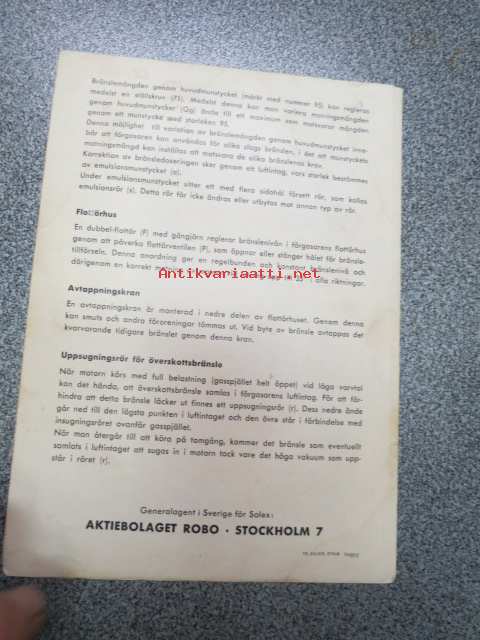 Bränslemängden genom huvudmunstycket (märkt med nummer 95) kan regleras
medelst en ställskruv (F1). Medelst denna kan man variera matningsmängden
genom huvudmunstycket (Gg) ända till ett maximum som motsvarar mängden
genom ett munstycke med storleken 95.
Denna möjlighet till variation av bränslemängden genom huvudmunstycket inne-
bär att förgasaren kan användas för olika slags bränslen, i det att munstyckets
matningsmängd kan inställas att motsvara de olika bränslenas krav.
Korrektion av bränsledoseringen sker genom ett luftintag, vars storlek bestämmes
av emulsionsmunstycket (a).
Under emulsionsmunstycket sitter ett med flera sidohål försett rör, som kallas
emulsionsrör (s). Detta rör får icke ändras eller utbytas mot annan typ av rör.
Flottörhus
En dubbel-flottör (F) med gångjärn reglerar bränslenivån i förgasarens flottörhus
genom att påverka flottörventilen (P), som öppnar eller stänger hålet för bränsle-
tillförseln. Denna anordning ger en regelbunden och konstant bränslenivå och
därigenom en korrekt i alla riktningar.
Antikvariaatti.net
Avtappningskran
En avtappningskran är monterad i nedre delen av flottörhuset. Genom denna
kan smuts och andra föroreningar tömmas ut. Vid byte av bränsle avtappas det
kvarvarande tidigare bränslet genom denna kran.
Uppsugningsrör för överskottsbränsle
När motorn körs med full belastning (gasspjället helt öppet) vid låga varvtal
kan det hända, att överskottsbränsle samlas i förgasarens luftintag. För att för-
hindra att detta bränsle läcker ut finnes ett uppsugningsrör (r). Dess nedre ände
går ned till den lägsta punkten i luftintaget och den övre står i förbindelse med
insugningsröret ovanför gasspjället.
När man återgår till att köra på tomgång, kommer det bränsle som eventuellt
samlats i luftintaget att sugas in i motorn tack vare det höga vakuum som upp-
står i röret (r).
Generalagent i Sverige för Solex:
AKTIEBOLAGET ROBO · STOCKHOLM 7